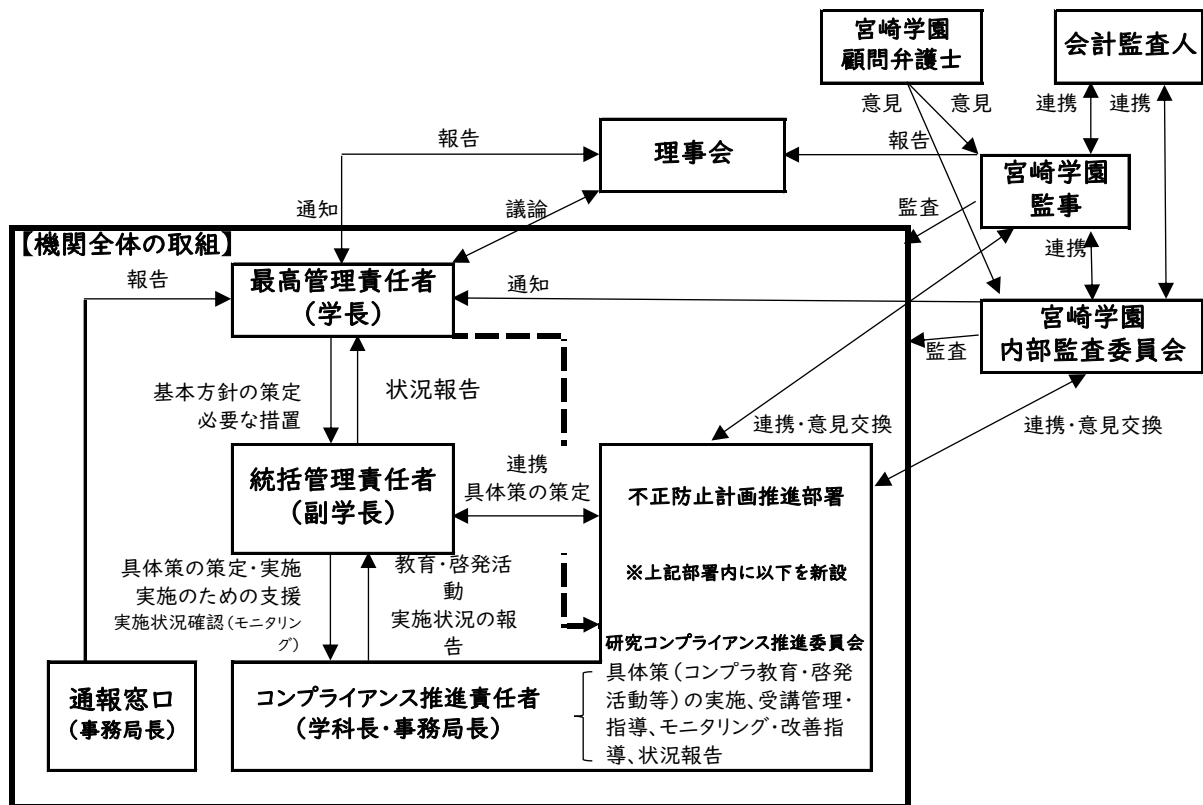 宮崎学園
顧問弁護士
会計監査人
意見
意見
連携
連携
報告
理事会
報告
宮崎学園
監事
通知
議論
監査
連携
【機関全体の取組】
報告
最高管理責任者
（学長）
通知
宮崎学園
内部監査委員会
監査
基本方針の策定
必要な措置
状況報告
連携・意見交換
連携・意見交換
統括管理責任者
（副学長）
連携
具体策の策定
不正防止計画推進部署
※上記部署内に以下を新設
具体策の策定・実施
実施のための支援
実施状況確認（モニタリン
グ）
教育・啓発活
動
実施状況の報
告
研究コンプライアンス推進委員会
通報窓口
（事務局長）
コンプライアンス推進責任者
（学科長・事務局長）
具体策（コンプラ教育・啓発
活動等）の実施、受講管理・
指導、モニタリング・改善指
導、状況報告